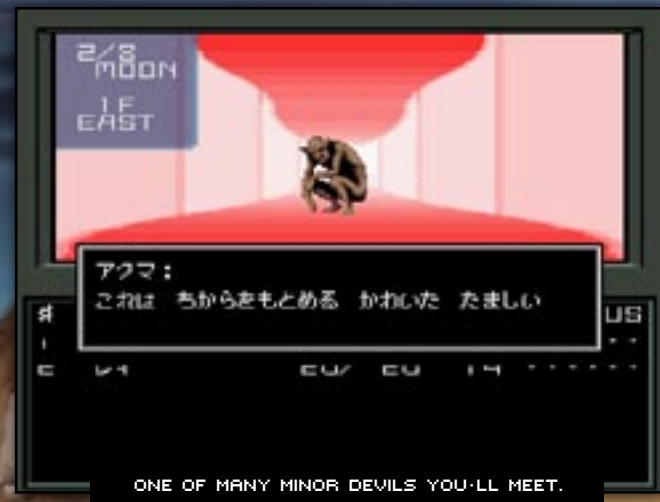 2/8
MOON
1F
EAST
アクマ：
これは ちからをもとめる かわいた たましい
US
ONE OF MANY MINOR DEVILS YOU'LL MEET.